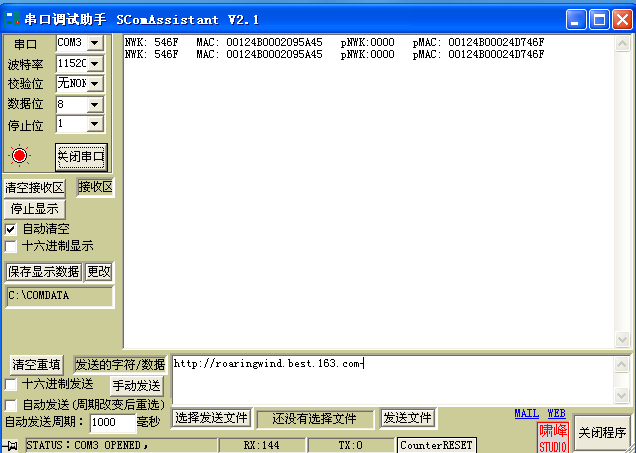 串口调试助手 SComAssistant V2.1
串口 COM3
波特率 11520
校验位 无NON
数据位 8
停止位 1
关闭串口
NWK: 546F MAC: 00124B0002095A45 pNWK:0000 pMAC: 00124B00024D746F
NWK: 546F MAC: 00124B0002095A45 pNWK:0000 pMAC: 00124B00024D746F
清空接收区 接收区
停止显示
自动清空
十六进制显示
保存显示数据 更改
C:\COMDATA
清空重填 发送的字符/数据
http://roaringwind.best.163.com
十六进制发送 手动发送
自动发送(周期改变后重选)
自动发送周期: 1000 毫秒
选择发送文件 还没有选择文件 发送文件
MAIL WEB
啸峰
STUDIO
关闭程序
STATUS:COM3 OPENED, RX:144 TX:0 CounterRESET